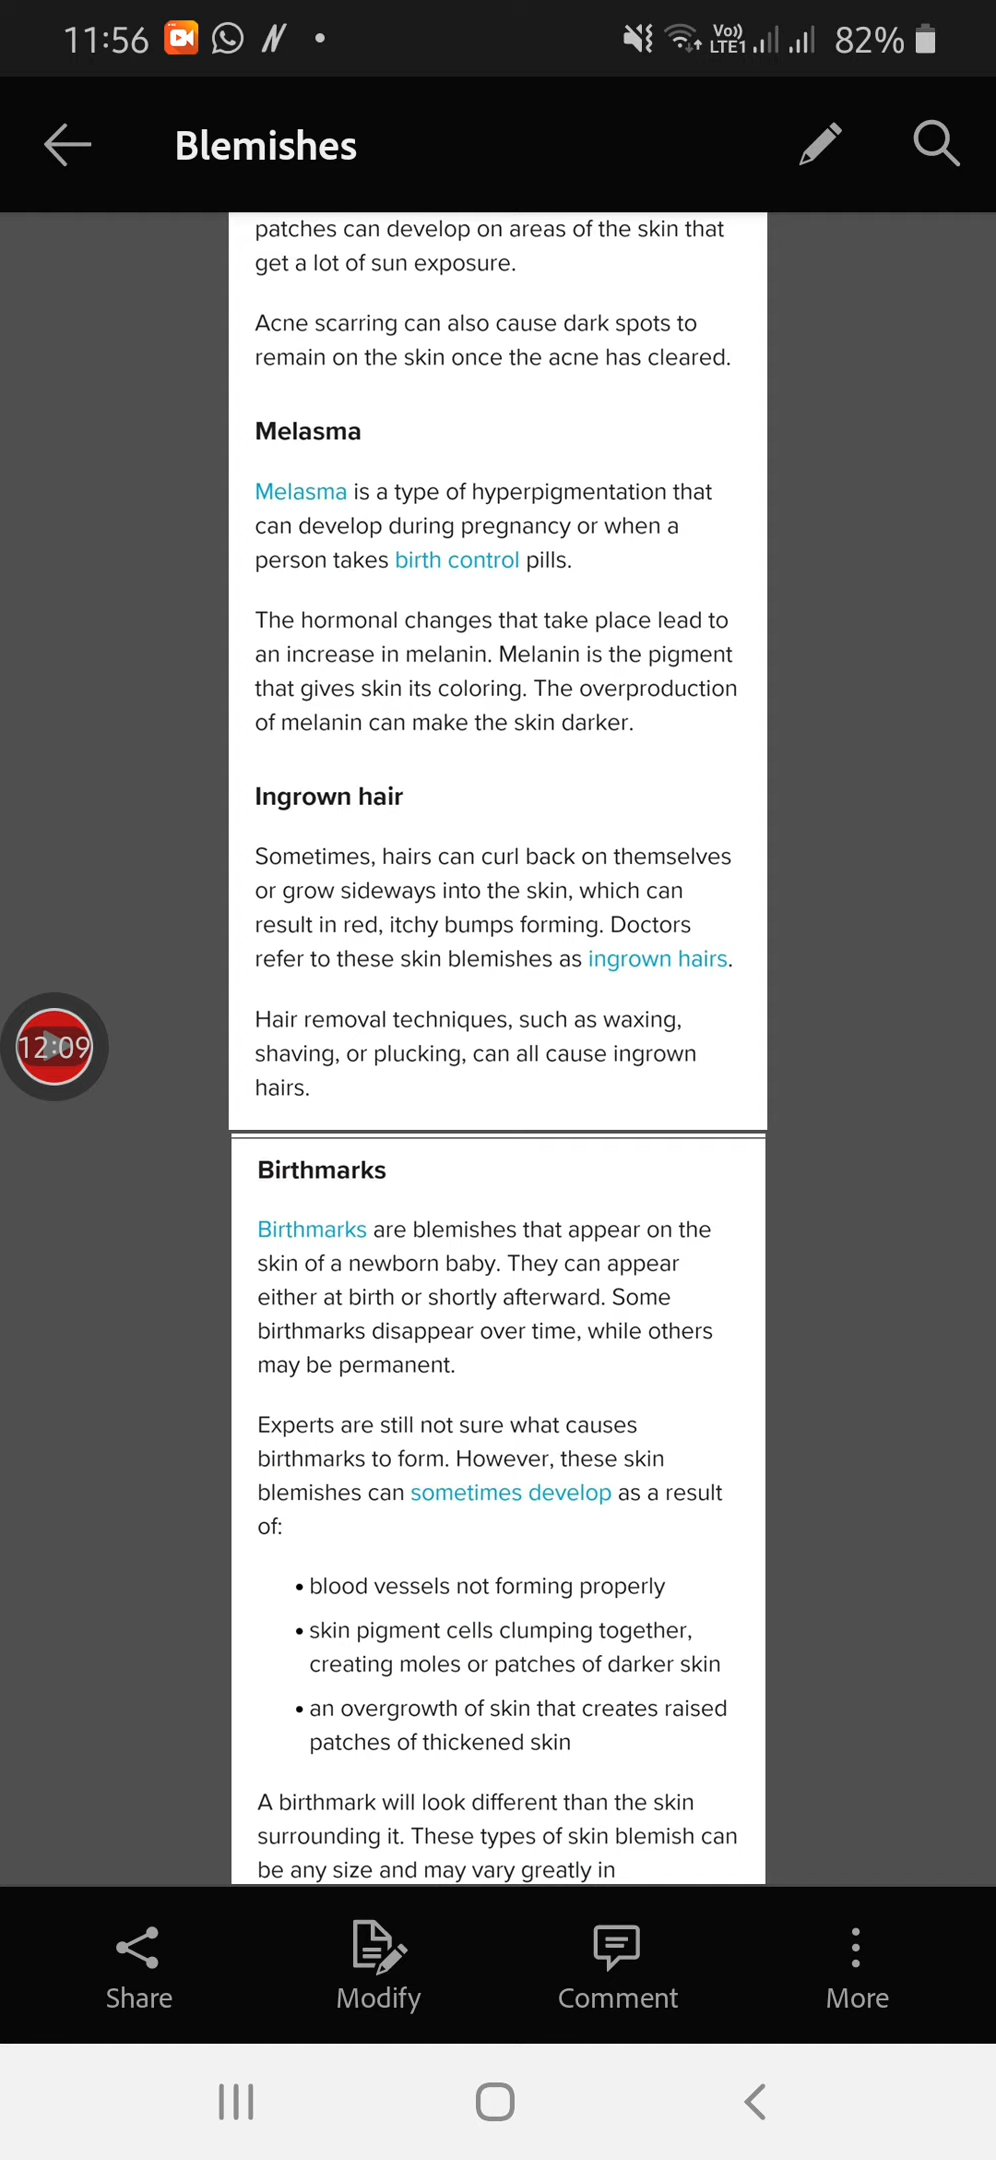 11:56
Vo)) LTE1
82%
Blemishes
patches can develop on areas of the skin that
get a lot of sun exposure.
Acne scarring can also cause dark spots to
remain on the skin once the acne has cleared.
Melasma
Melasma is a type of hyperpigmentation that
can develop during pregnancy or when a
person takes birth control pills.
The hormonal changes that take place lead to
an increase in melanin. Melanin is the pigment
that gives skin its coloring. The overproduction
of melanin can make the skin darker.
Ingrown hair
Sometimes, hairs can curl back on themselves
or grow sideways into the skin, which can
result in red, itchy bumps forming. Doctors
refer to these skin blemishes as ingrown hairs.
12:09
Hair removal techniques, such as waxing,
shaving, or plucking, can all cause ingrown
hairs.
Birthmarks
Birthmarks are blemishes that appear on the
skin of a newborn baby. They can appear
either at birth or shortly afterward. Some
birthmarks disappear over time, while others
may be permanent.
Experts are still not sure what causes
birthmarks to form. However, these skin
blemishes can sometimes develop as a result
of:
• blood vessels not forming properly
• skin pigment cells clumping together,
creating moles or patches of darker skin
• an overgrowth of skin that creates raised
patches of thickened skin
A birthmark will look different than the skin
surrounding it. These types of skin blemish can
be any size and may vary greatly in
Share
Modify
Comment
More